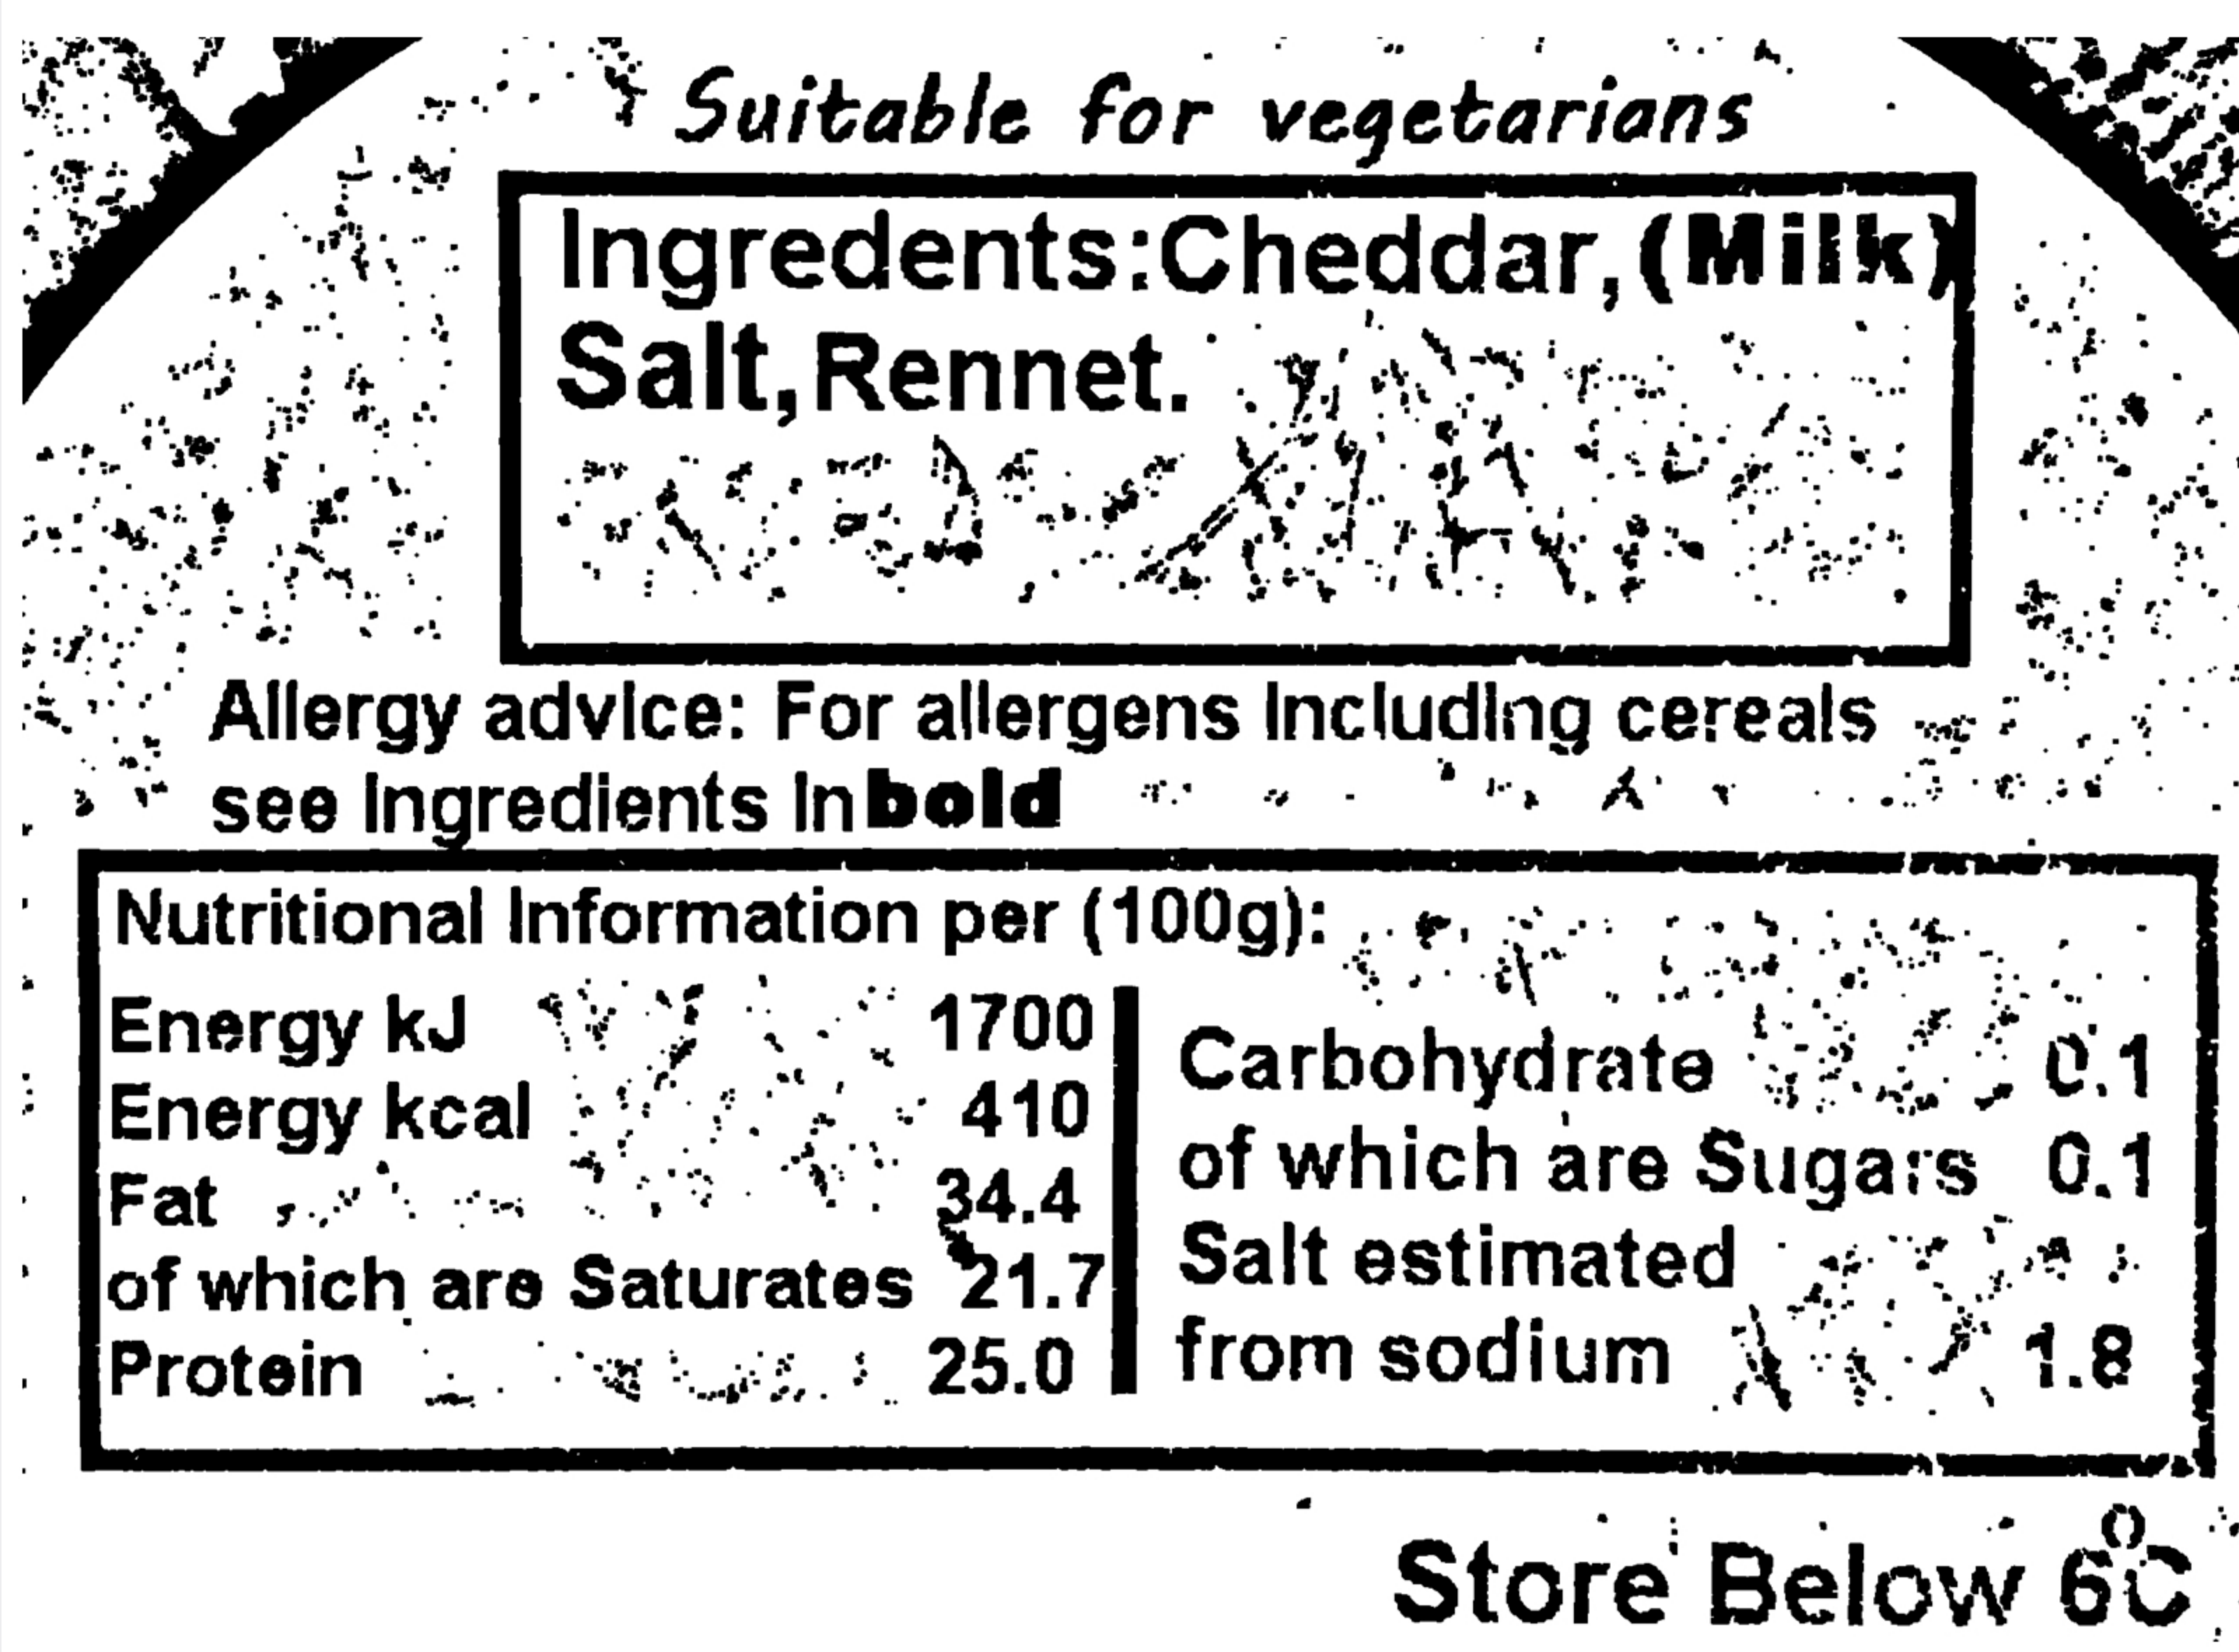 Suitable for vegetarians
Ingredents:Cheddar,(Milk)
Salt,Rennet.
Allergy advice: For allergens including cereals
see Ingredients in bold
Nutritional Information per (100g):
Energy kJ 1700
Energy kcal 410
Fat 34.4
of which are Saturates 21.7
Protein 25.0
Carbohydrate 0.1
of which are Sugars 0.1
Salt estimated
from sodium 1.8
Store Below 6°C